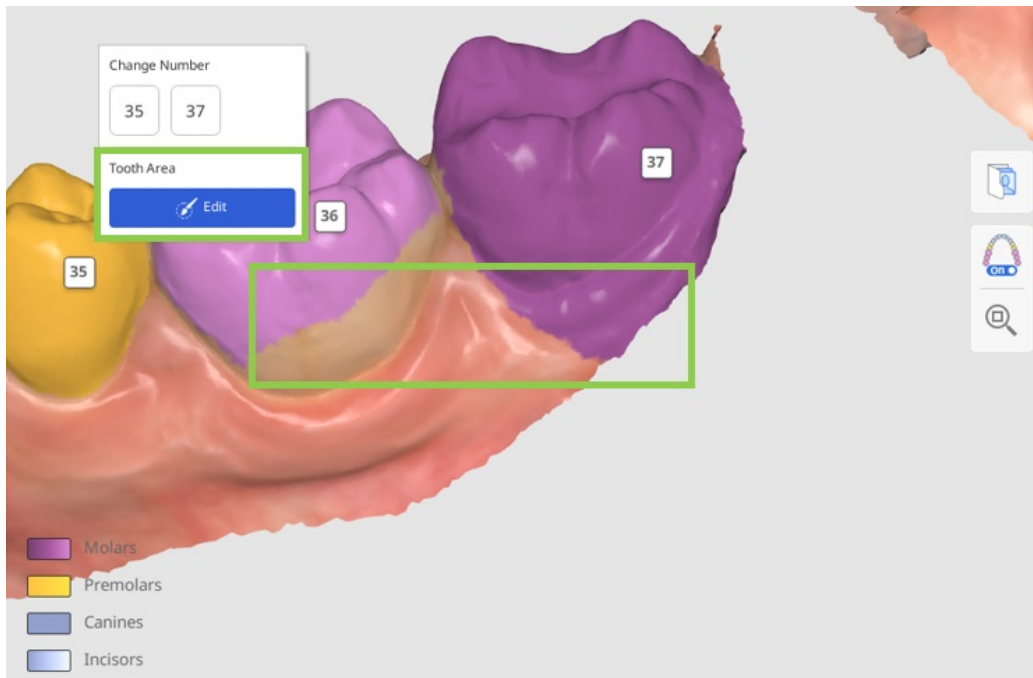 Change Number
35 37
Tooth Area
Edit
37
36
35
On
Molars
Premolars
Canines
Incisors